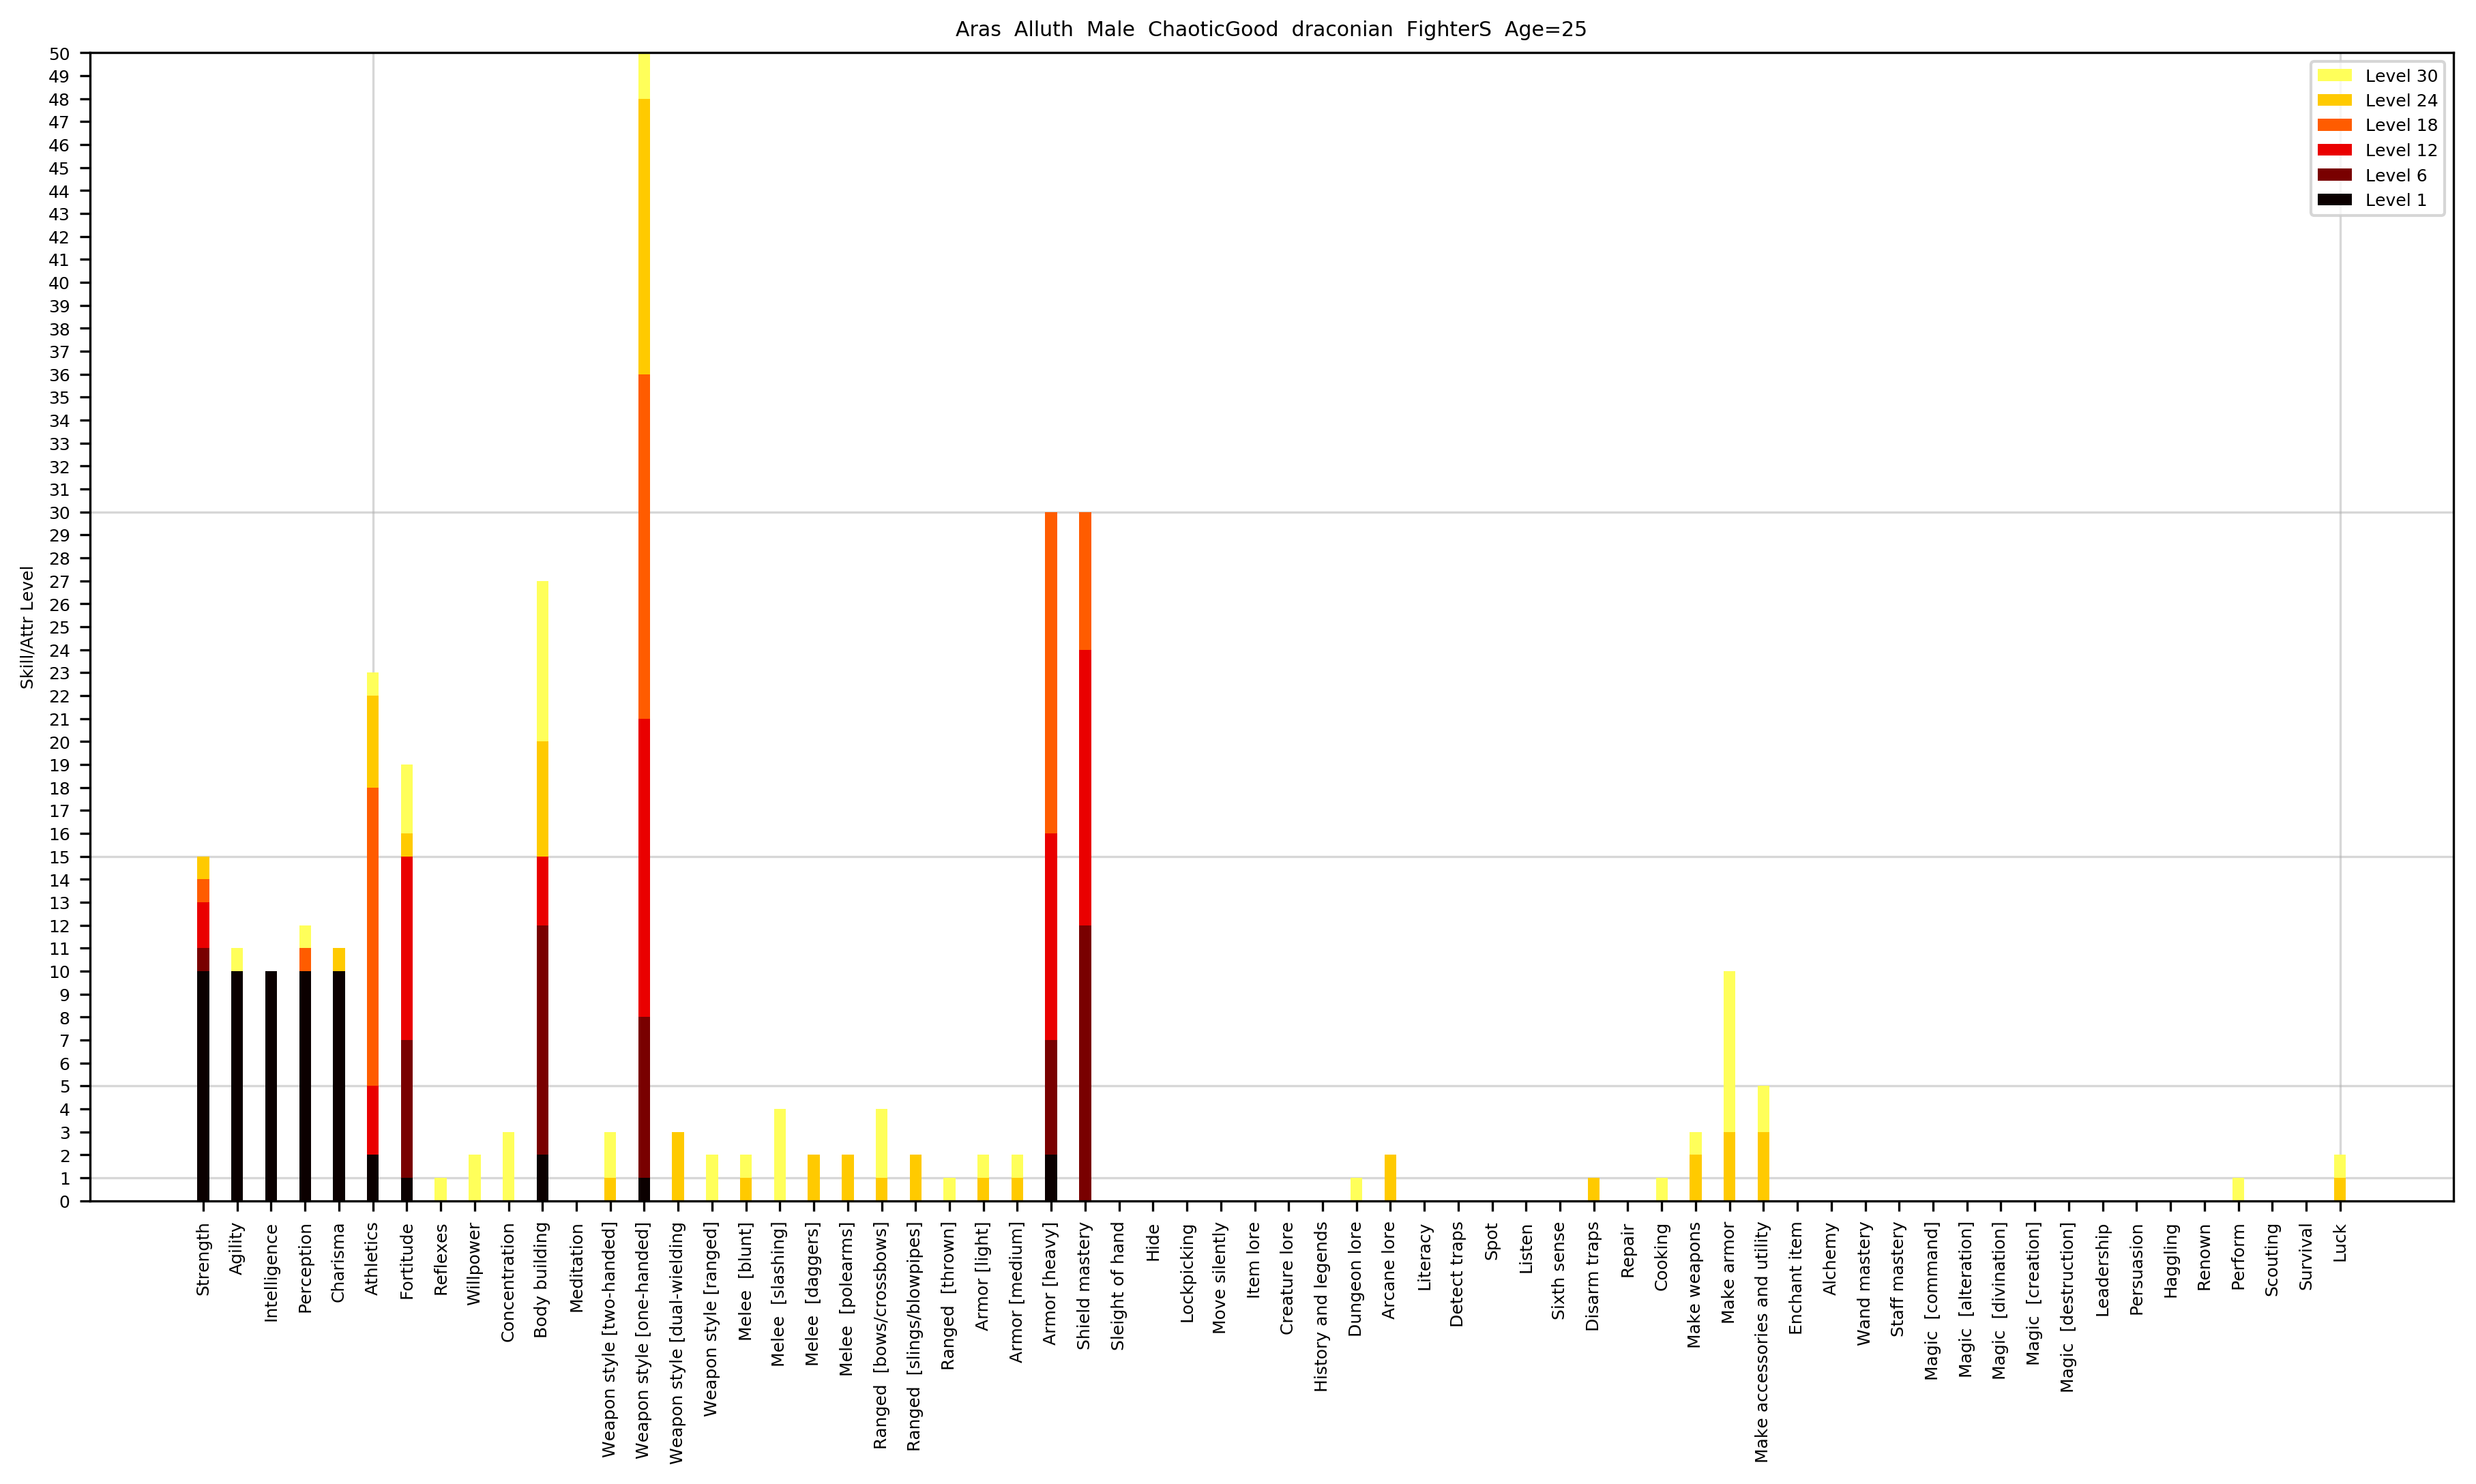 Aras  Alluth  Male  ChaoticGood  draconian  FighterS  Age=25
50
49
48
47
46
45
44
43
42
41
40
39
38
37
36
35
34
33
32
31
30
29
28
27
26
25
24
23
22
21
20
19
18
17
16
15
14
13
12
11
10
9
8
7
6
5
4
3
2
1
0
Skill/Attr Level
Level 30
Level 24
Level 18
Level 12
Level 6
Level 1
Strength
Agility
Intelligence
Perception
Charisma
Athletics
Fortitude
Reflexes
Willpower
Concentration
Body building
Meditation
Weapon style [two-handed]
Weapon style [one-handed]
Weapon style [dual-wielding
Weapon style [ranged]
Melee  [blunt]
Melee  [slashing]
Melee  [daggers]
Melee  [polearms]
Ranged  [bows/crossbows]
Ranged  [slings/blowpipes]
Ranged  [thrown]
Armor [light]
Armor [medium]
Armor [heavy]
Shield mastery
Sleight of hand
Hide
Lockpicking
Move silently
Item lore
Creature lore
History and legends
Dungeon lore
Arcane lore
Literacy
Detect traps
Spot
Listen
Sixth sense
Disarm traps
Repair
Cooking
Make weapons
Make armor
Make accessories and utility
Enchant item
Alchemy
Wand mastery
Staff mastery
Magic  [command]
Magic  [alteration]
Magic  [divination]
Magic  [creation]
Magic  [destruction]
Leadership
Persuasion
Haggling
Renown
Perform
Scouting
Survival
Luck